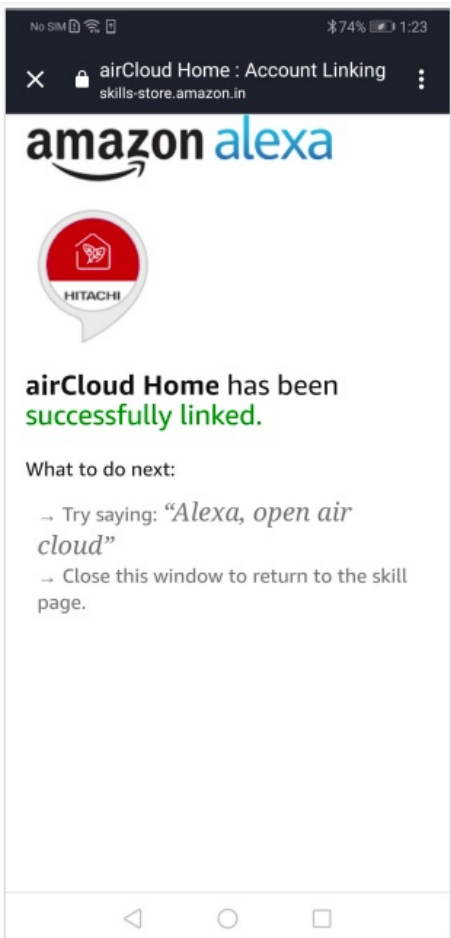 No SIM 74% 1:23
airCloud Home : Account Linking
skills-store.amazon.in
amazon alexa
HITACHI
airCloud Home has been
successfully linked.
What to do next:
→ Try saying: “Alexa, open air
cloud”
→ Close this window to return to the skill
page.